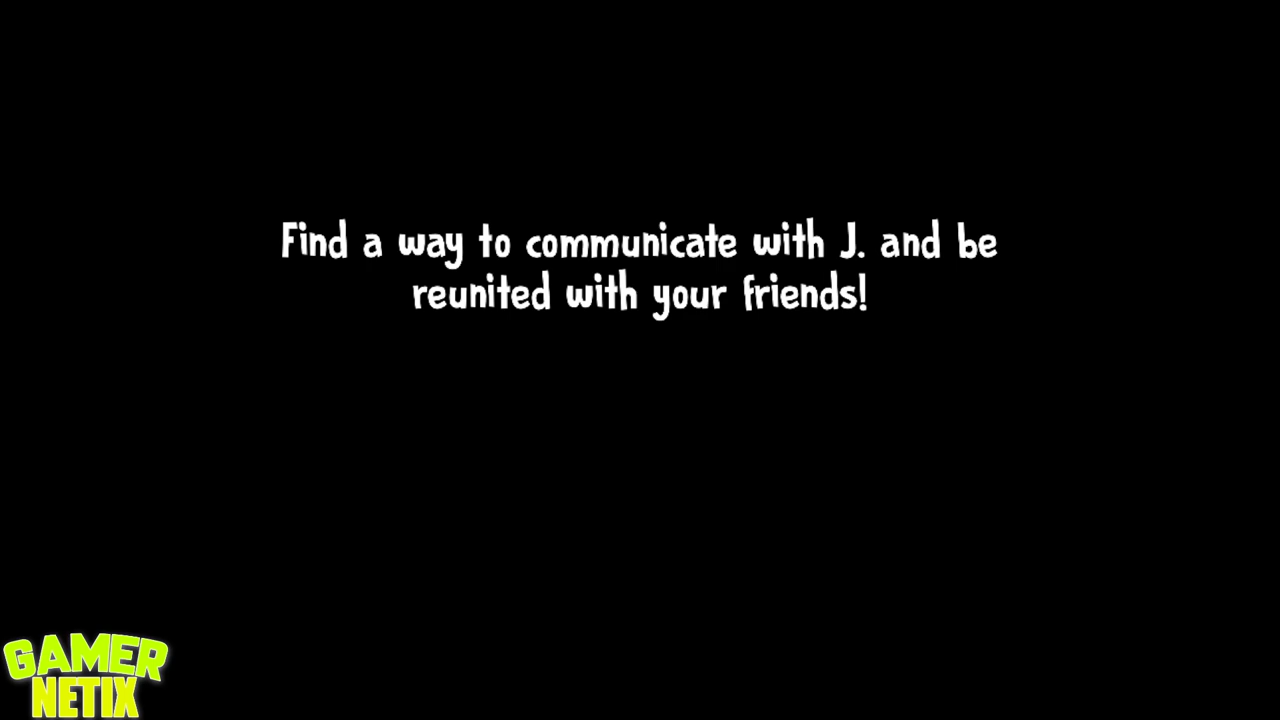 Find a way to communicate with J. and be
reunited with your friends!
GAMER
NETIX